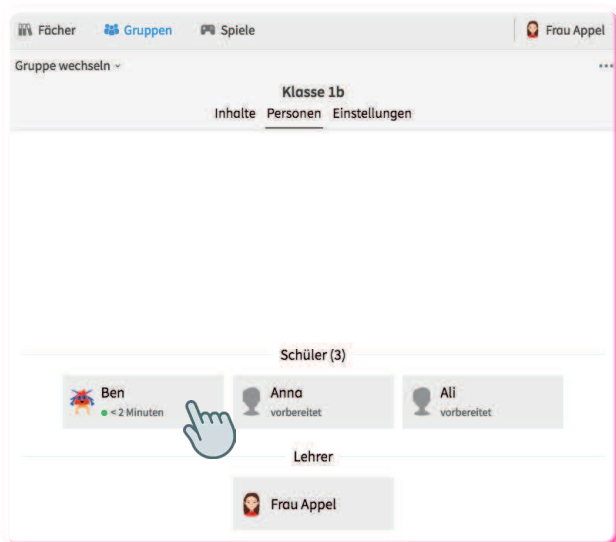 Fächer Gruppen Spiele Frau Appel
Gruppe wechseln
Klasse 1b
Inhalte Personen Einstellungen
Schüler (3)
Ben Anna Ali
< 2 Minuten vorbereitet vorbereitet
Lehrer
Frau Appel